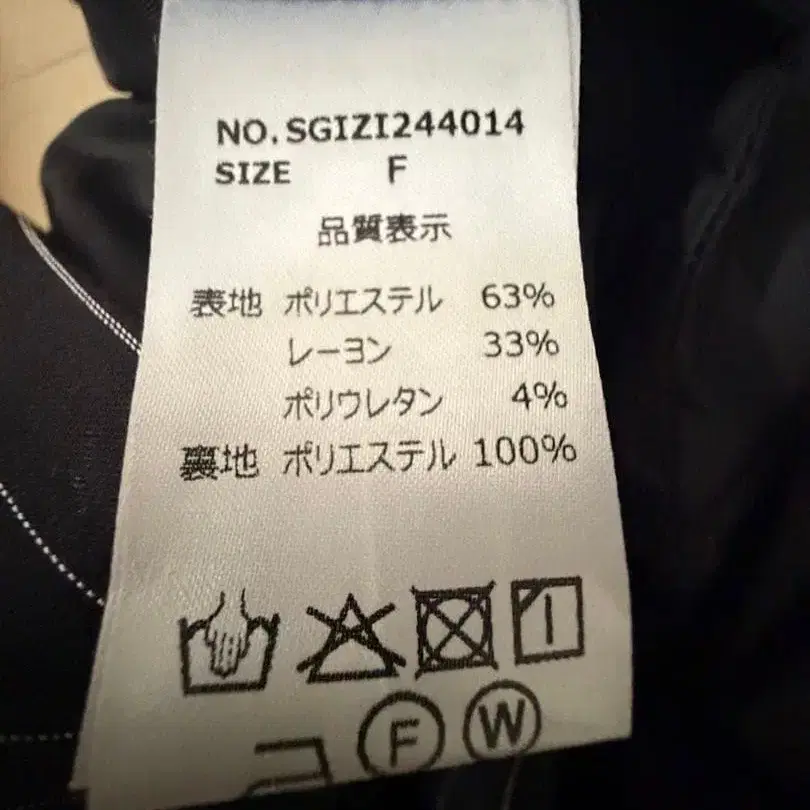 NO.SGIZI244014
SIZE F
品質表示
表地 ポリエステル 63%
レーヨン 33%
ポリウレタン 4%
裏地 ポリエステル 100%
F W